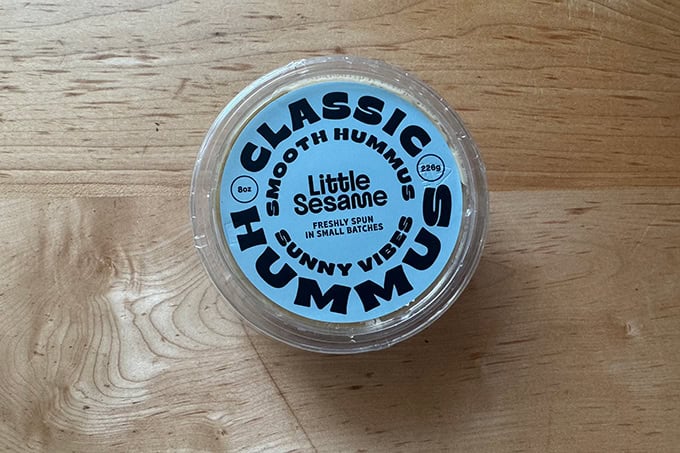 CLASSIC
SMOOTH HUMMUS
8oz
226g
Little
Sesame
FRESHLY SPUN
IN SMALL BATCHES
SUNNY VIBES
HUMMUS